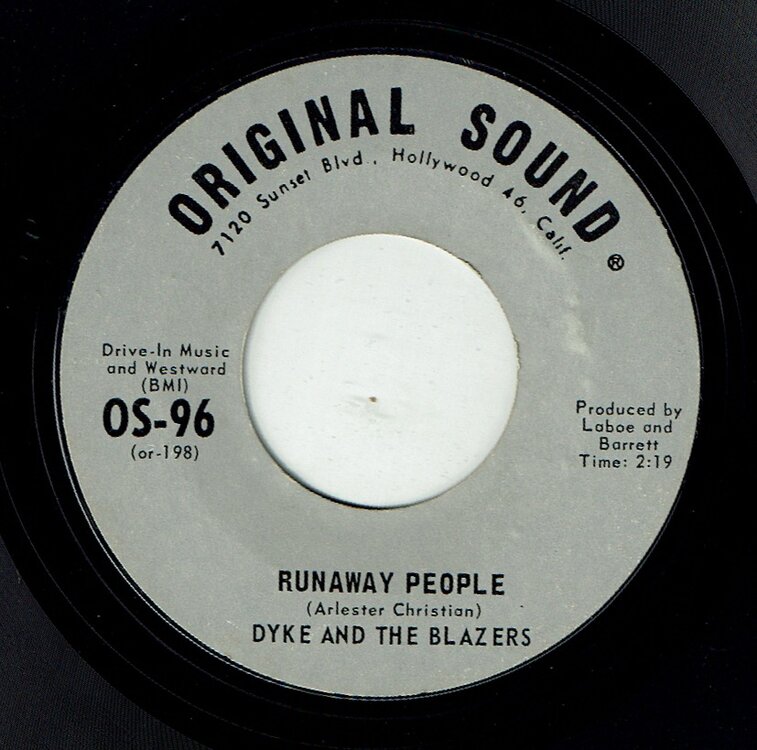 ORIGINAL SOUND ®
7120 Sunset Blvd., Hollywood 46, Calif.
Drive-In Music
and Westward
(BMI)
OS-96
(or-198)
Produced by
Laboe and
Barrett
Time: 2:19
RUNAWAY PEOPLE
(Arlester Christian)
DYKE AND THE BLAZERS